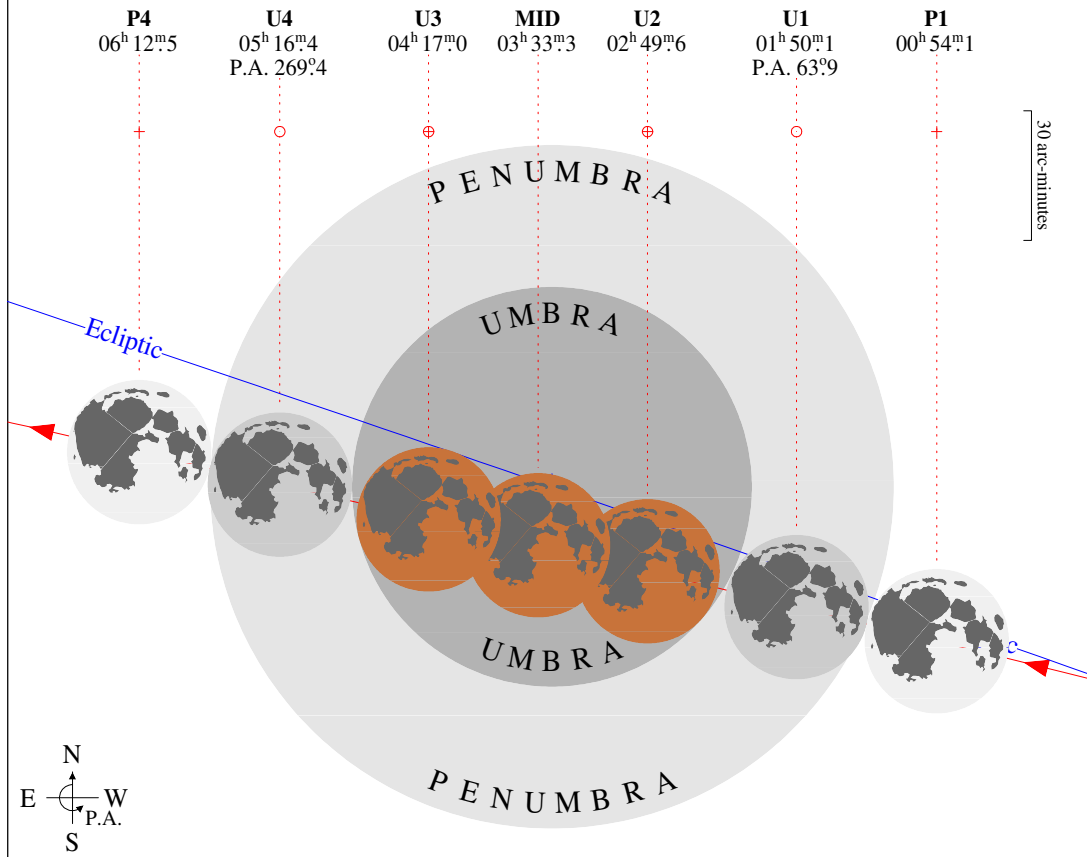 P4 U4 U3 MID U2 U1 P1
06ʰ 12ᵐ.5 05ʰ 16ᵐ.4 04ʰ 17ᵐ.0 03ʰ 33ᵐ.3 02ʰ 49ᵐ.6 01ʰ 50ᵐ.1 00ʰ 54ᵐ.1
P.A. 269°.4 P.A. 63°.9
30 arc-minutes
PENUMBRA
UMBRA
Ecliptic
UMBRA
PENUMBRA
N
E W
P.A.
S